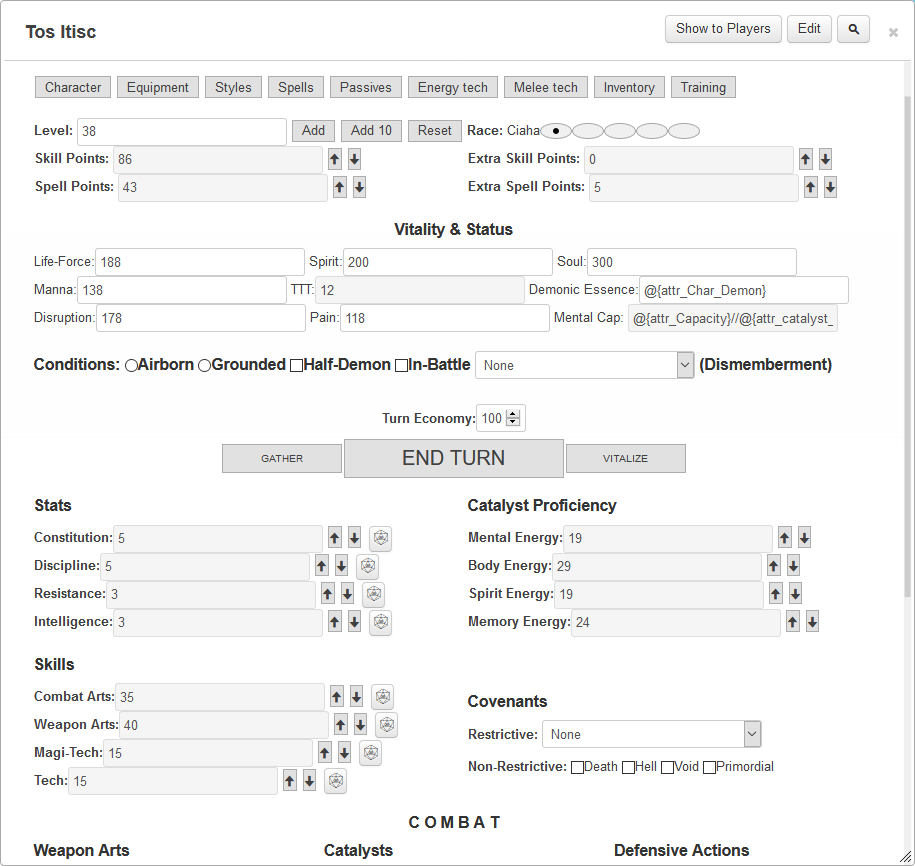 Tos Itisc Show to Players Edit
Character Equipment Styles Spells Passives Energy tech Melee tech Inventory Training
Level: 38 Add Add 10 Reset Race: Ciaha
Skill Points: 86 Extra Skill Points: 0
Spell Points: 43 Extra Spell Points: 5
Vitality & Status
Life-Force: 188 Spirit: 200 Soul: 300
Manna: 138 TTT: 12 Demonic Essence: @{attr_Char_Demon}
Disruption: 178 Pain: 118 Mental Cap: @{attr_Capacity}//@{attr_catalyst_
Conditions: Airborn Grounded Half-Demon In-Battle None (Dismemberment)
Turn Economy: 100
GATHER END TURN VITALIZE
Stats Catalyst Proficiency
Constitution: 5 Mental Energy: 19
Discipline: 5 Body Energy: 29
Resistance: 3 Spirit Energy: 19
Intelligence: 3 Memory Energy: 24
Skills
Combat Arts: 35
Covenants
Weapon Arts: 40
Restrictive: None
Magi-Tech: 15
Non-Restrictive: Death Hell Void Primordial
Tech: 15
COMBAT
Weapon Arts Catalysts Defensive Actions